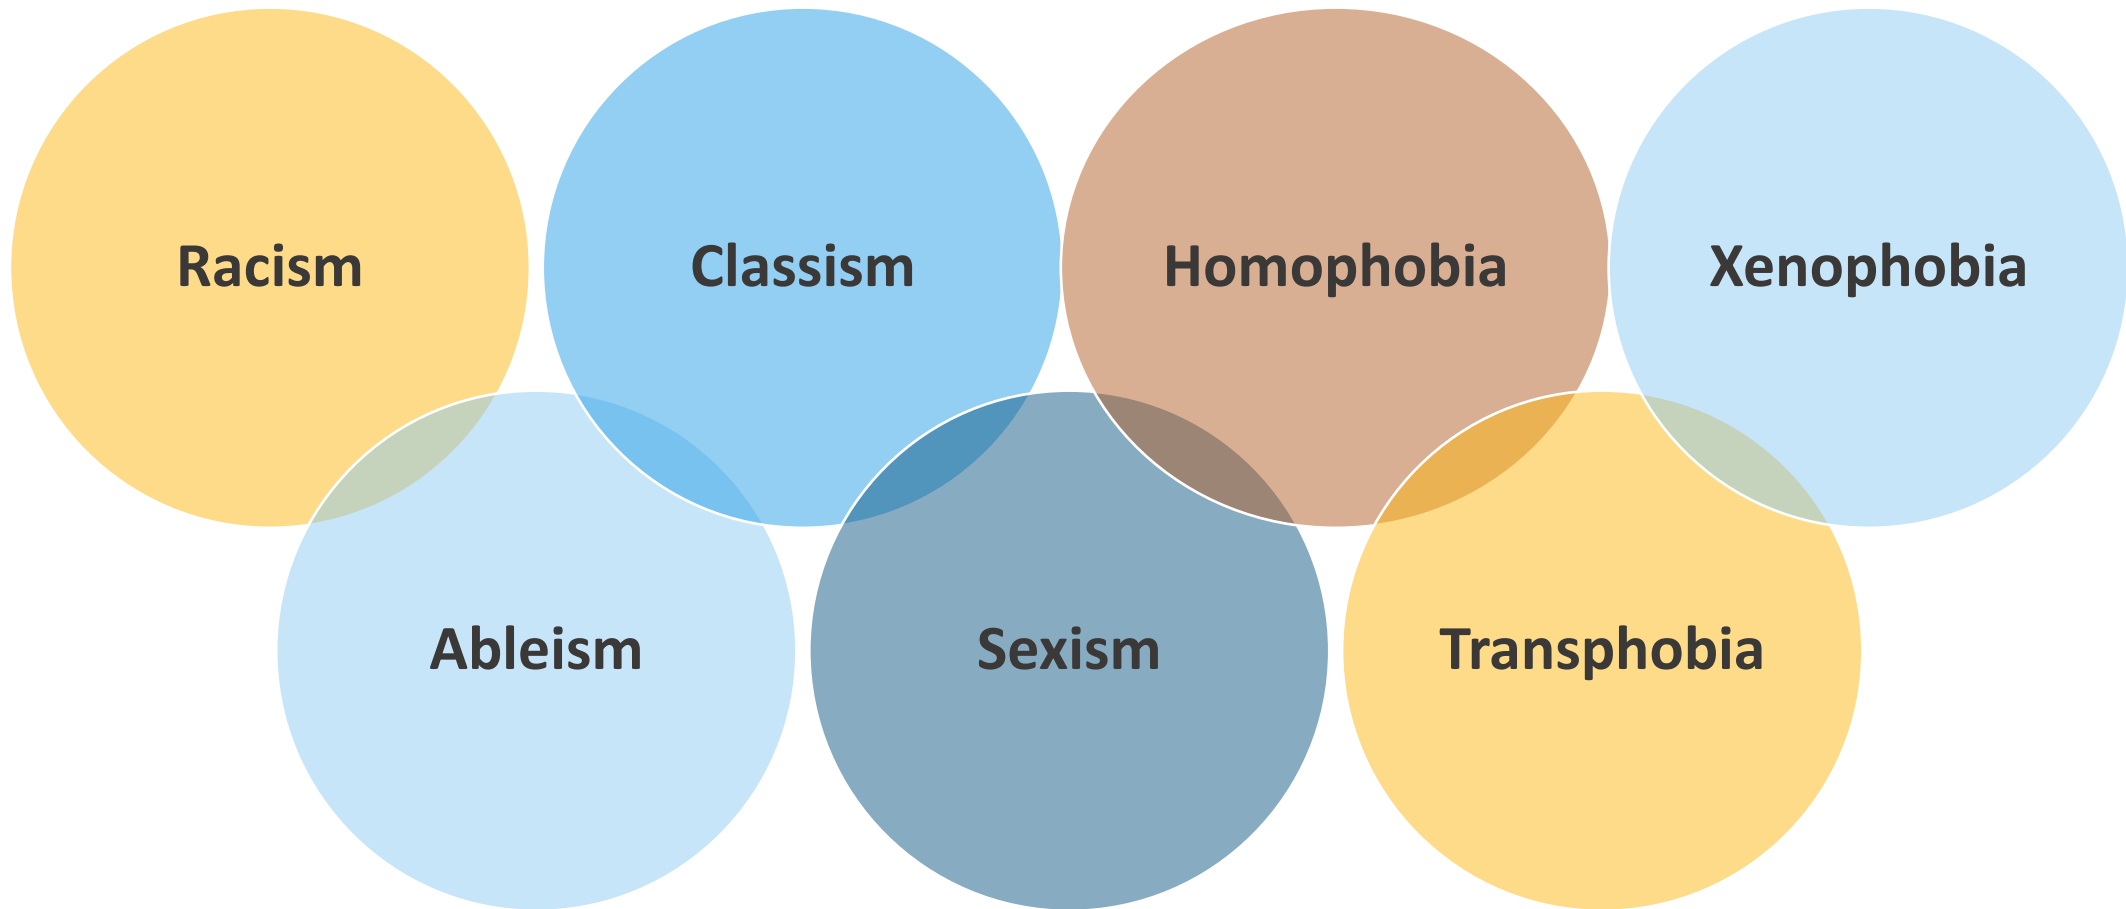 Racism
Classism
Homophobia
Xenophobia
Ableism
Sexism
Transphobia